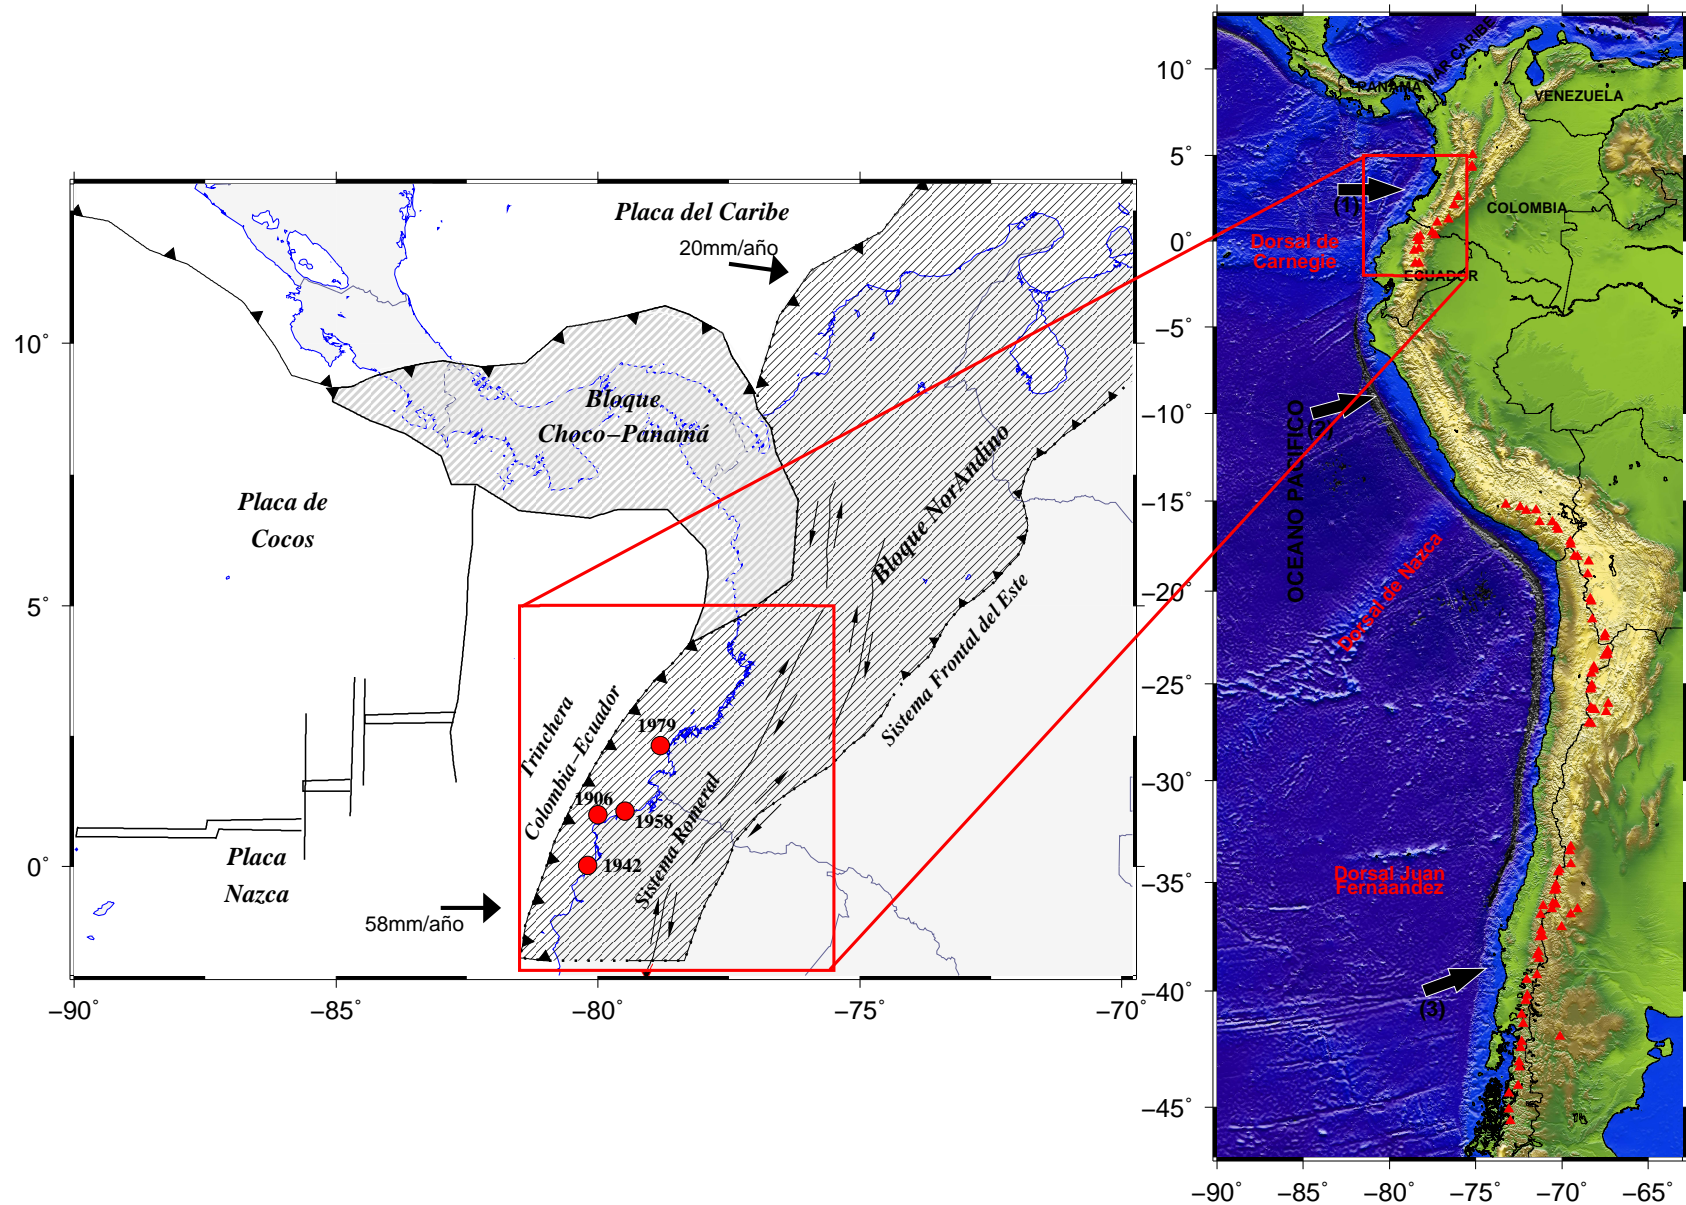 Placa del Caribe
20mm/año
Bloque
Choco−Panamá
Placa de
Cocos
Bloque NorAndino
Sistema Frontal del Este
Trinchera
Colombia−Ecuador
Sistema Romeral
1979
1906
1958
1942
Placa
Nazca
58mm/año
10˚
5˚
0˚
−90˚
−85˚
−80˚
−75˚
−70˚
PANAMA
MAR CARIBE
VENEZUELA
COLOMBIA
(1)
Dorsal de
Carnegie
ECUADOR
OCEANO PACIFICO
(2)
Dorsal de Nazca
Dorsal Juan
Fernáandez
(3)
10˚
5˚
0˚
−5˚
−10˚
−15˚
−20˚
−25˚
−30˚
−35˚
−40˚
−45˚
−90˚
−85˚
−80˚
−75˚
−70˚
−65˚